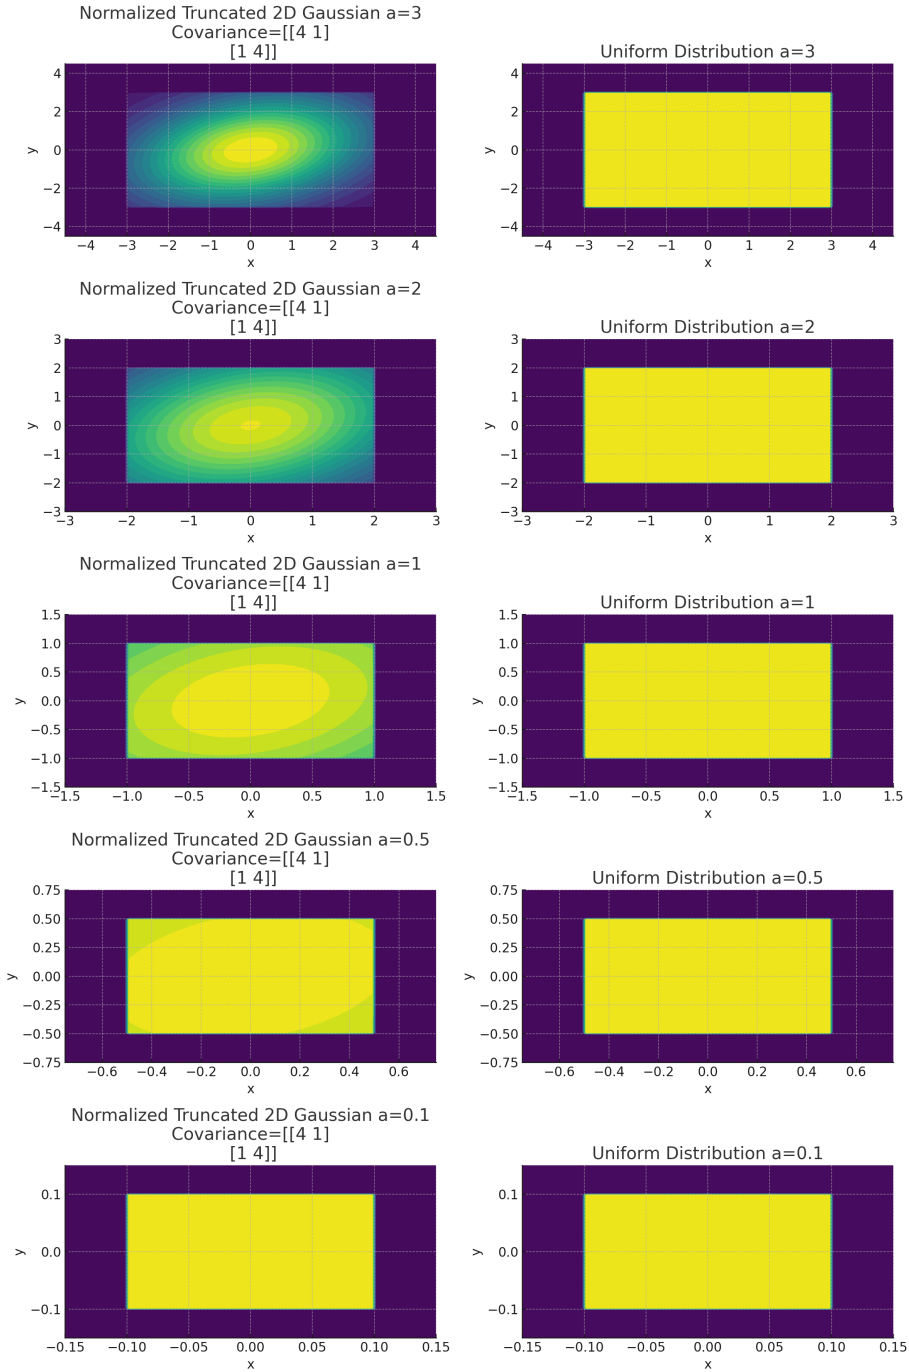 Normalized Truncated 2D Gaussian a=3
Covariance=[[4 1]
[1 4]]
Uniform Distribution a=3
y
4
2
0
−2
−4
−4 −3 −2 −1 0 1 2 3 4
x
y
4
2
0
−2
−4
−4 −3 −2 −1 0 1 2 3 4
x
Normalized Truncated 2D Gaussian a=2
Covariance=[[4 1]
[1 4]]
Uniform Distribution a=2
y
3
2
1
0
−1
−2
−3
−3 −2 −1 0 1 2 3
x
y
3
2
1
0
−1
−2
−3
−3 −2 −1 0 1 2 3
x
Normalized Truncated 2D Gaussian a=1
Covariance=[[4 1]
[1 4]]
Uniform Distribution a=1
y
1.5
1.0
0.5
0.0
−0.5
−1.0
−1.5
−1.5 −1.0 −0.5 0.0 0.5 1.0 1.5
x
y
1.5
1.0
0.5
0.0
−0.5
−1.0
−1.5
−1.5 −1.0 −0.5 0.0 0.5 1.0 1.5
x
Normalized Truncated 2D Gaussian a=0.5
Covariance=[[4 1]
[1 4]]
Uniform Distribution a=0.5
y
0.75
0.50
0.25
0.00
−0.25
−0.50
−0.75
−0.6 −0.4 −0.2 0.0 0.2 0.4 0.6
x
y
0.75
0.50
0.25
0.00
−0.25
−0.50
−0.75
−0.6 −0.4 −0.2 0.0 0.2 0.4 0.6
x
Normalized Truncated 2D Gaussian a=0.1
Covariance=[[4 1]
[1 4]]
Uniform Distribution a=0.1
y
0.1
0.0
−0.1
−0.15 −0.10 −0.05 0.00 0.05 0.10 0.15
x
y
0.1
0.0
−0.1
−0.15 −0.10 −0.05 0.00 0.05 0.10 0.15
x